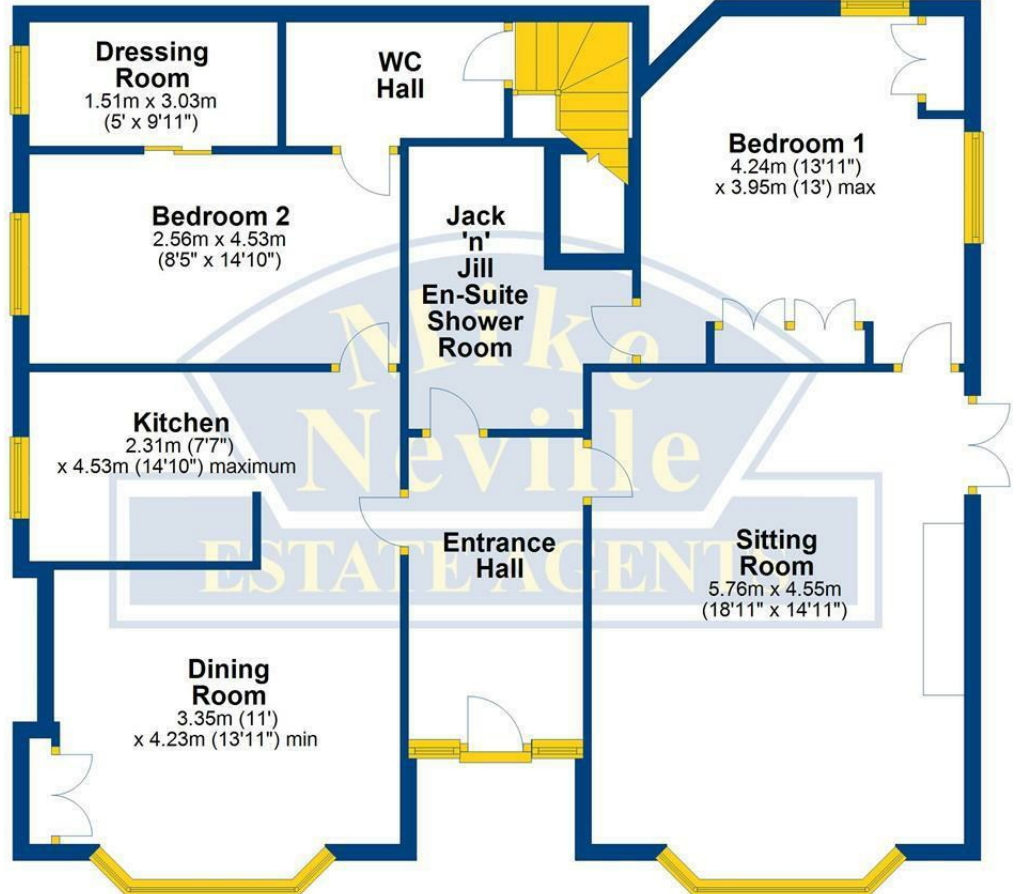 Dressing
Room
1.51m x 3.03m
(5' x 9'11")
WC
Hall
Bedroom 1
4.24m (13'11")
x 3.95m (13') max
Bedroom 2
2.56m x 4.53m
(8'5" x 14'10")
Jack
'n'
Jill
En-Suite
Shower
Room
Kitchen
2.31m (7'7")
x 4.53m (14'10") maximum
Entrance
Hall
Sitting
Room
5.76m x 4.55m
(18'11" x 14'11")
Dining
Room
3.35m (11')
x 4.23m (13'11") min
Mike
Neville
ESTATE AGENTS